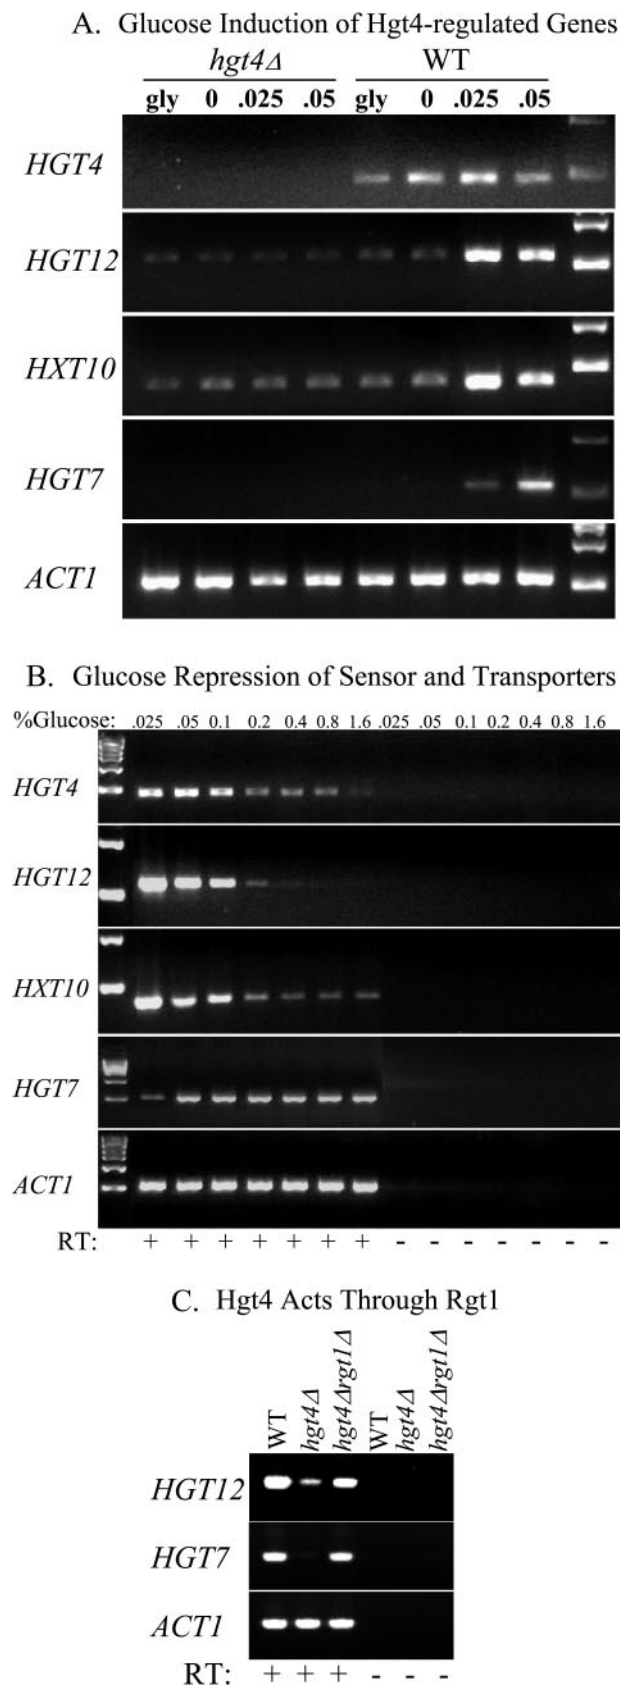 A. Glucose Induction of Hgt4-regulated Genes
hgt4Δ WT
gly 0 .025 .05 gly 0 .025 .05
HGT4
HGT12
HXT10
HGT7
ACT1
B. Glucose Repression of Sensor and Transporters
%Glucose: .025 .05 0.1 0.2 0.4 0.8 1.6 .025 .05 0.1 0.2 0.4 0.8 1.6
HGT4
HGT12
HXT10
HGT7
ACT1
RT: + + + + + + + - - - - - - -
C. Hgt4 Acts Through Rgt1
WT hgt4Δ hgt4Δrgt1Δ WT hgt4Δ hgt4Δrgt1Δ
HGT12
HGT7
ACT1
RT: + + + - - -